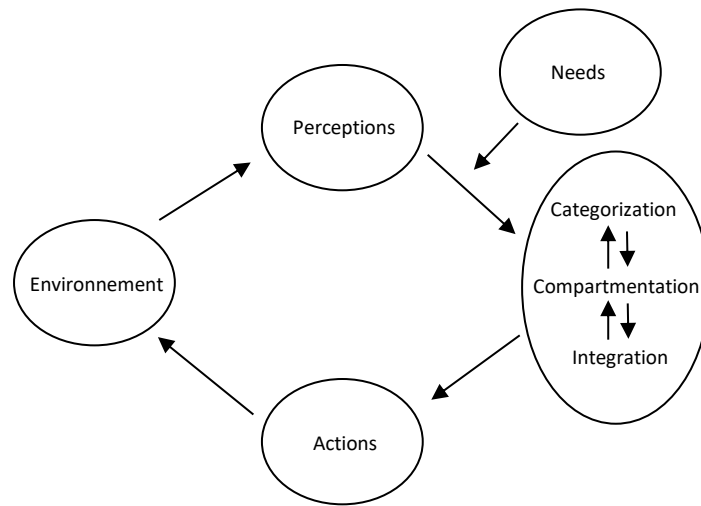 Needs
Perceptions
Categorization
Environnement
Compartmentation
Integration
Actions